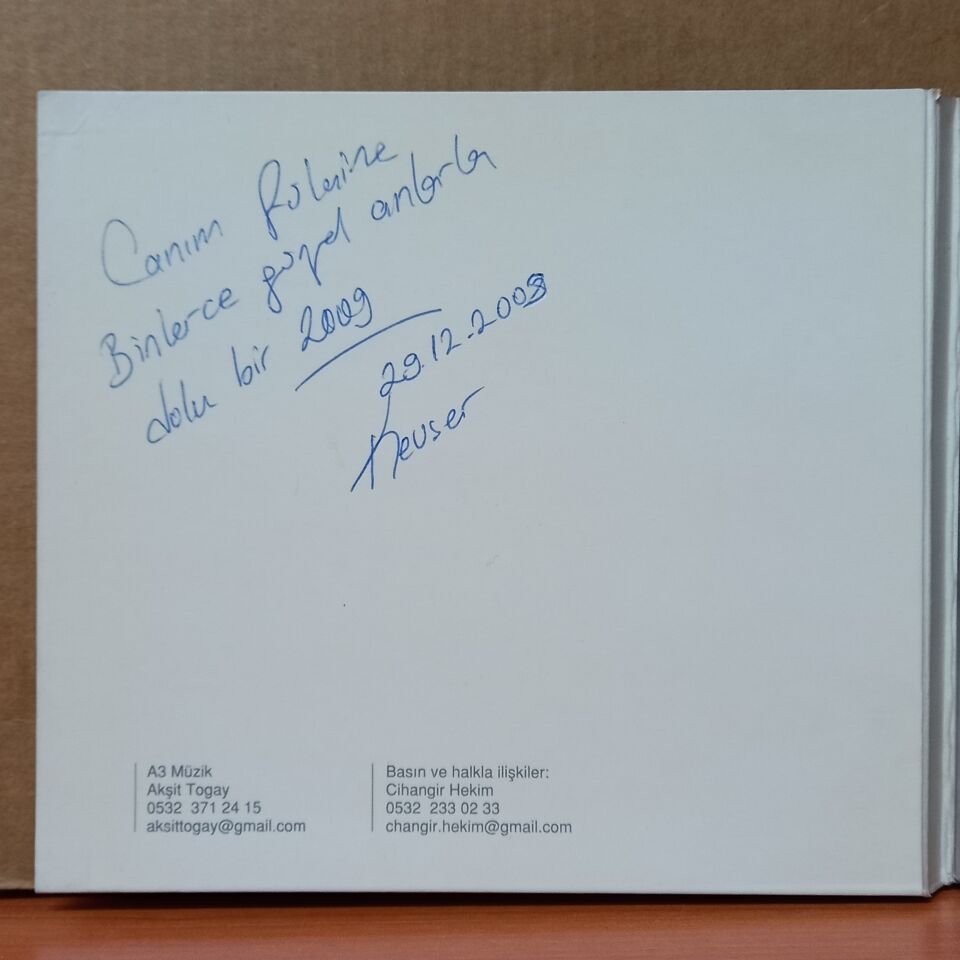 Canım
Binlerce güzel anlarla
dolu bir 2009
29.12.2008
Kevser
A3 Müzik
Akşit Togay
0532 371 24 15
aksittogay@gmail.com
Basın ve halkla ilişkiler:
Cihangir Hekim
0532 233 02 33
changir.hekim@gmail.com